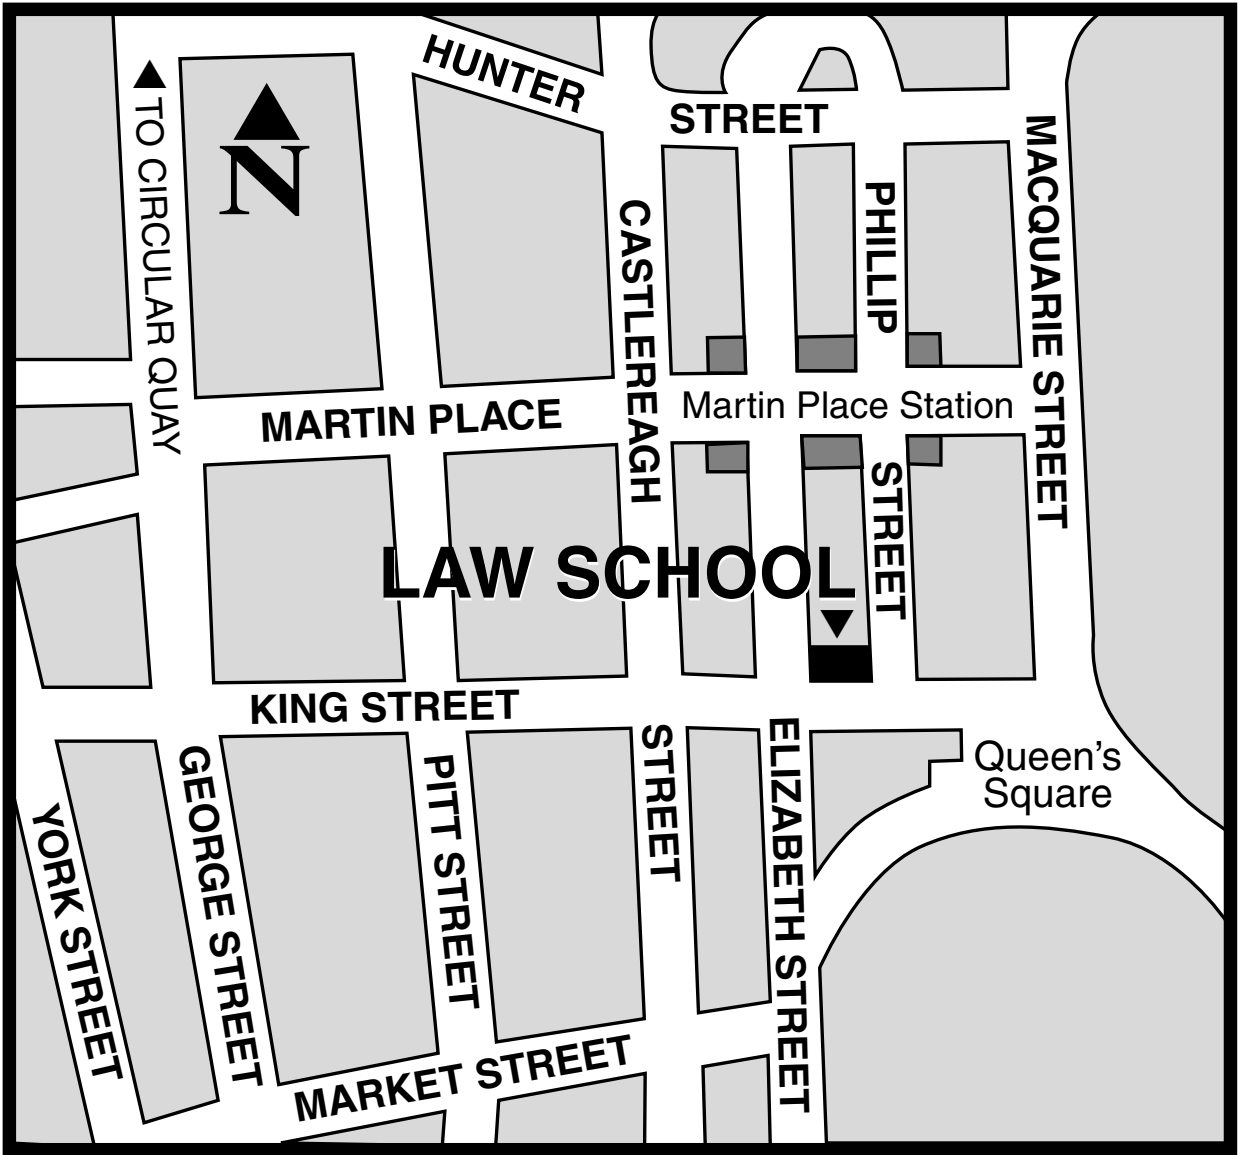 HUNTER
STREET
TO CIRCULAR QUAY
N
MACQUARIE STREET
PHILLIP
CASTLEREAGH
Martin Place Station
MARTIN PLACE
STREET
LAW SCHOOL
KING STREET
Queen's
Square
ELIZABETH STREET
STREET
GEORGE STREET
PITT STREET
YORK STREET
MARKET STREET